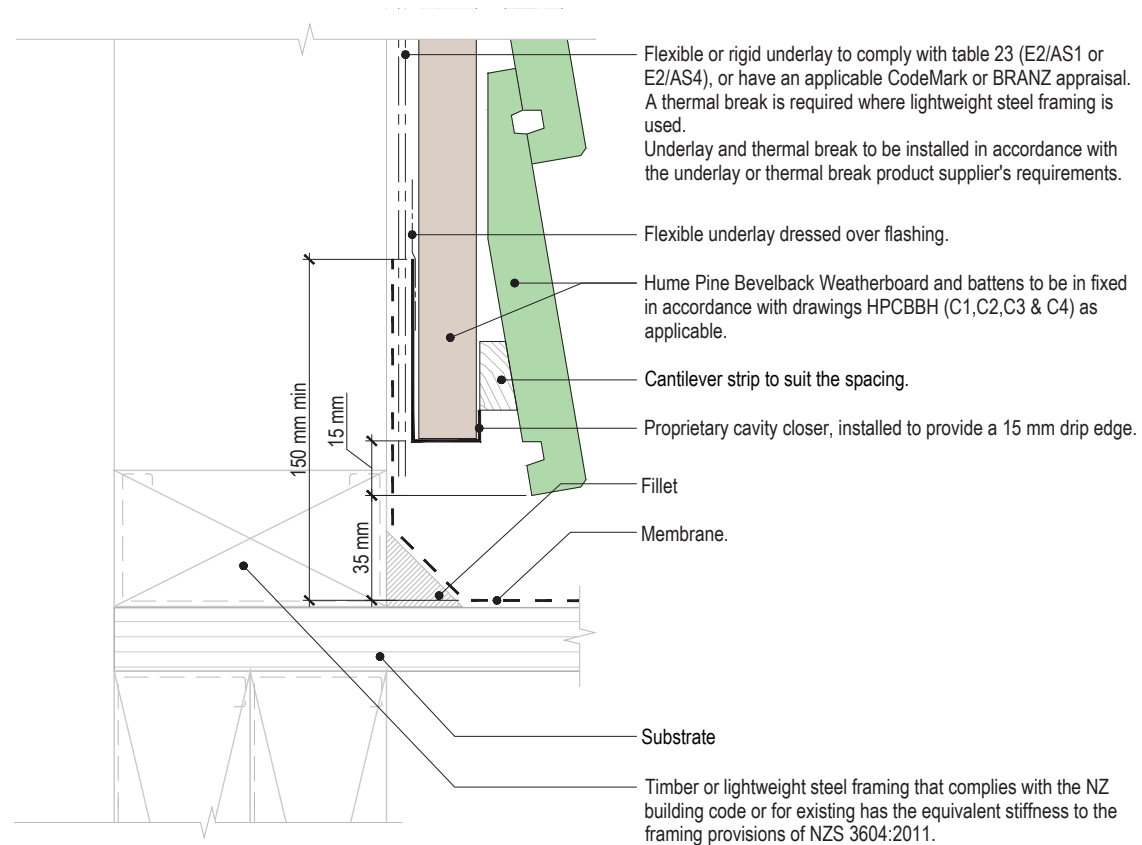 Flexible or rigid underlay to comply with table 23 (E2/AS1 or
E2/AS4), or have an applicable CodeMark or BRANZ appraisal.
A thermal break is required where lightweight steel framing is
used.
Underlay and thermal break to be installed in accordance with
the underlay or thermal break product supplier's requirements.
Flexible underlay dressed over flashing.
Hume Pine Bevelback Weatherboard and battens to be in fixed
in accordance with drawings HPCBBH (C1,C2,C3 & C4) as
applicable.
Cantilever strip to suit the spacing.
Proprietary cavity closer, installed to provide a 15 mm drip edge.
150 mm min
15 mm
35 mm
Fillet
Membrane.
Substrate
Timber or lightweight steel framing that complies with the NZ
building code or for existing has the equivalent stiffness to the
framing provisions of NZS 3604:2011.